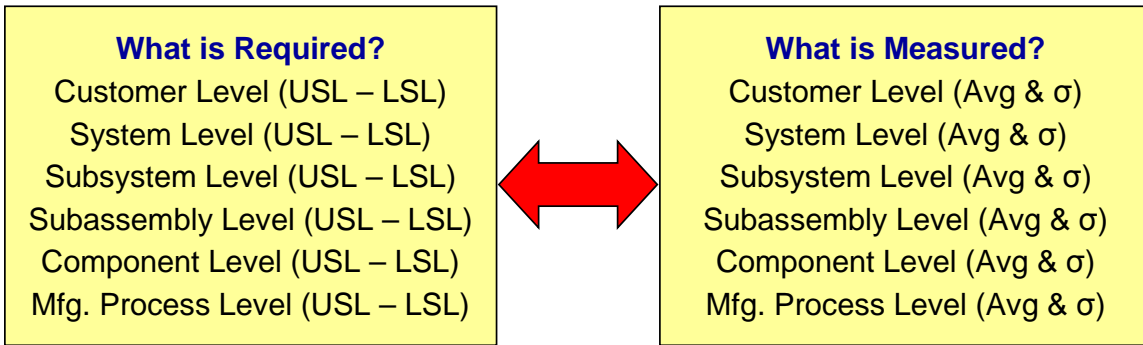 What is Required?
Customer Level (USL – LSL)
System Level (USL – LSL)
Subsystem Level (USL – LSL)
Subassembly Level (USL – LSL)
Component Level (USL – LSL)
Mfg. Process Level (USL – LSL)
What is Measured?
Customer Level (Avg & σ)
System Level (Avg & σ)
Subsystem Level (Avg & σ)
Subassembly Level (Avg & σ)
Component Level (Avg & σ)
Mfg. Process Level (Avg & σ)